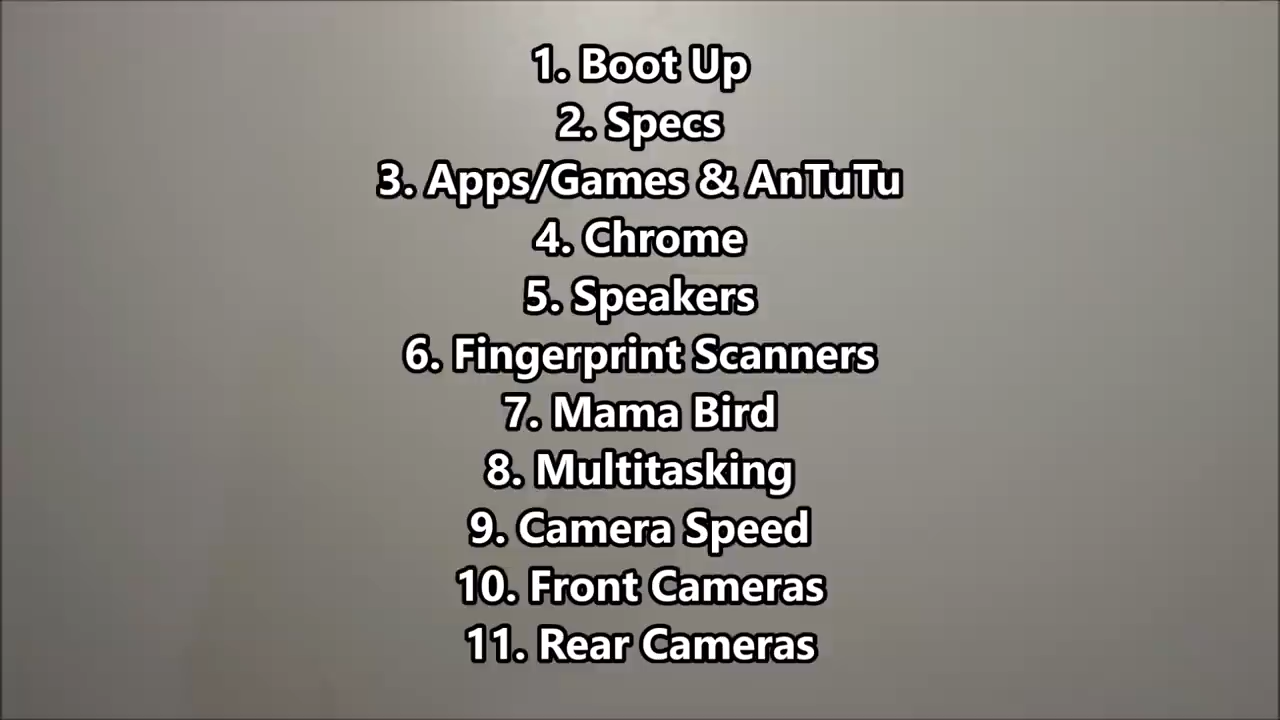 1. Boot Up
2. Specs
3. Apps/Games & AnTuTu
4. Chrome
5. Speakers
6. Fingerprint Scanners
7. Mama Bird
8. Multitasking
9. Camera Speed
10. Front Cameras
11. Rear Cameras